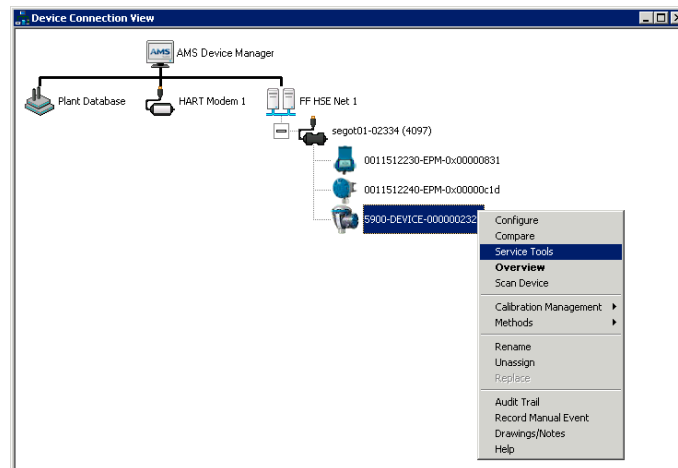 Device Connection View
AMS
AMS Device Manager
Plant Database
HART Modem 1
FF HSE Net 1
segot01-02334 (4097)
0011512230-EPM-0x00000831
0011512240-EPM-0x00000c1d
5900-DEVICE-000000232
Configure
Compare
Service Tools
Overview
Scan Device
Calibration Management
Methods
Rename
Unassign
Replace
Audit Trail
Record Manual Event
Drawings/Notes
Help